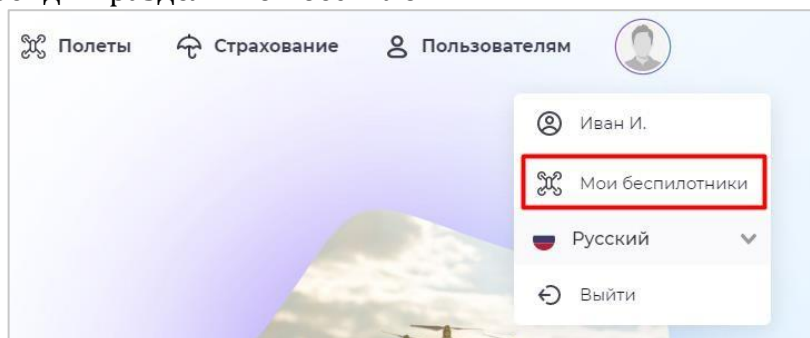 Полеты Страхование Пользователям
Иван И.
Мои беспилотники
Русский
Выйти